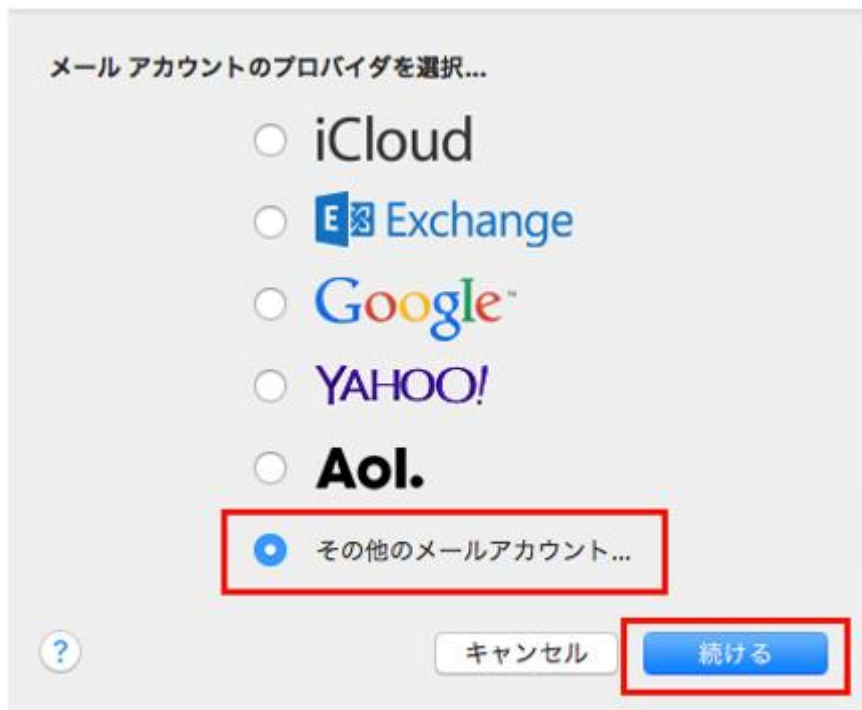 メール アカウントのプロバイダを選択...
iCloud
E Exchange
Google™
YAHOO!
Aol.
その他のメールアカウント...
? キャンセル 続ける